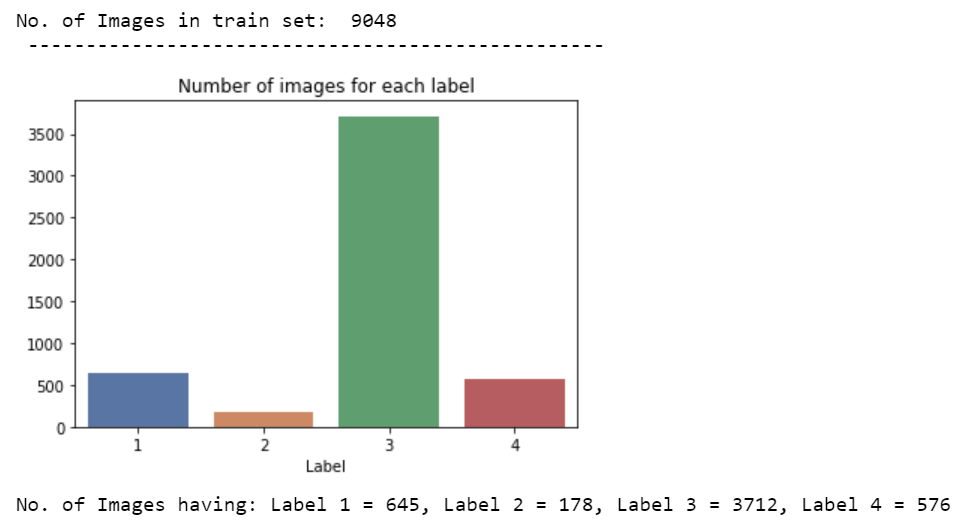 No. of Images in train set:  9048
--------------------------------------------------
Number of images for each label
3500
3000
2500
2000
1500
1000
500
0
1 2 3 4
Label
No. of Images having: Label 1 = 645, Label 2 = 178, Label 3 = 3712, Label 4 = 576